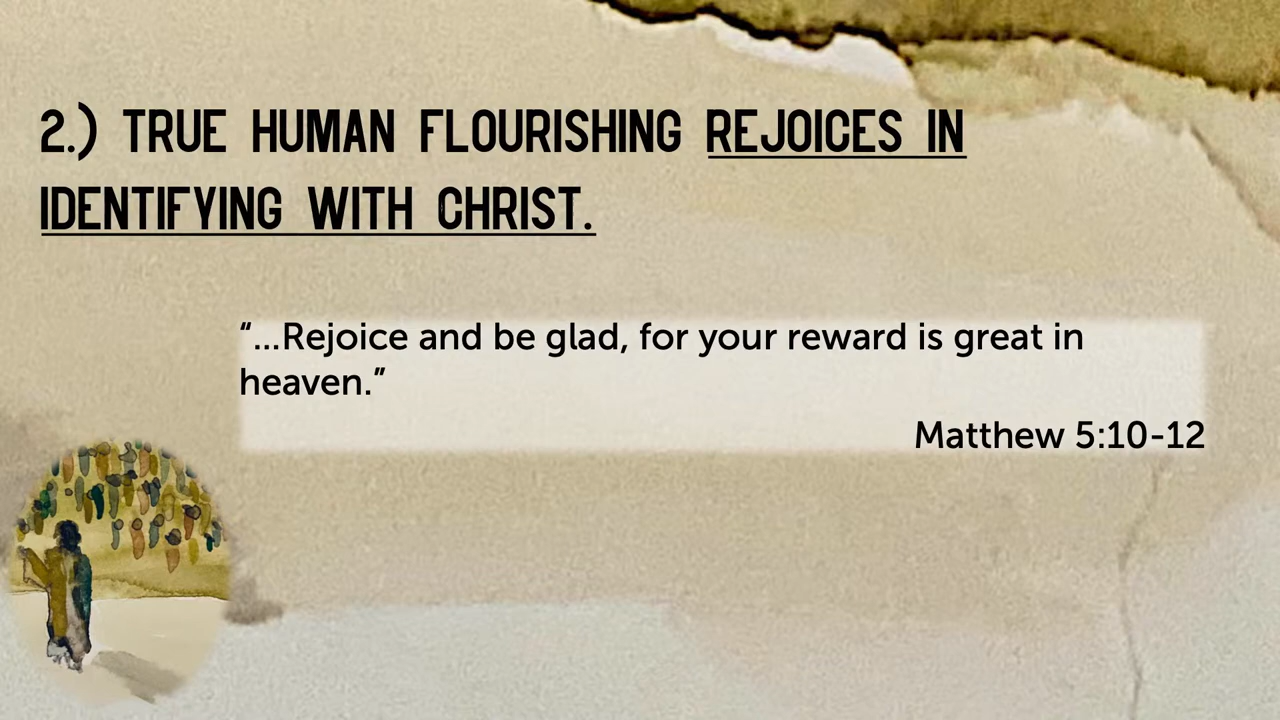 2.) TRUE HUMAN FLOURISHING REJOICES IN
IDENTIFYING WITH CHRIST.
“...Rejoice and be glad, for your reward is great in
heaven.”
Matthew 5:10-12